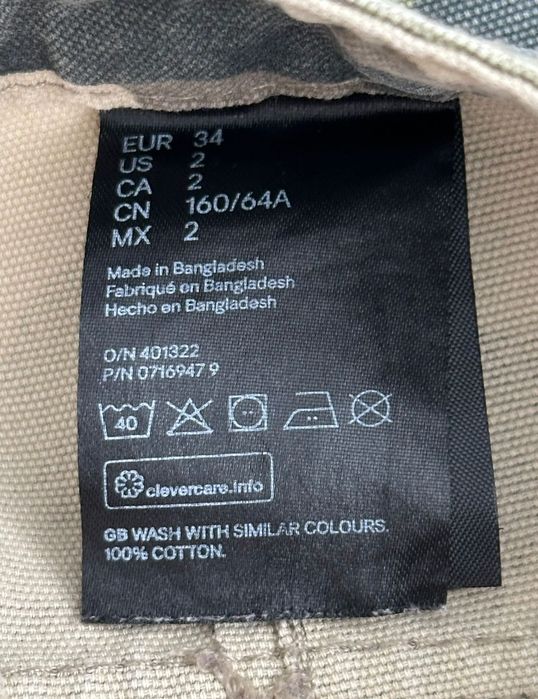 EUR 34
US 2
CA 2
CN 160/64A
MX 2
Made in Bangladesh
Fabriqué en Bangladesh
Hecho en Bangladesh
O/N 401322
P/N 0716947 9
40
clevercare.info
GB WASH WITH SIMILAR COLOURS.
100% COTTON.